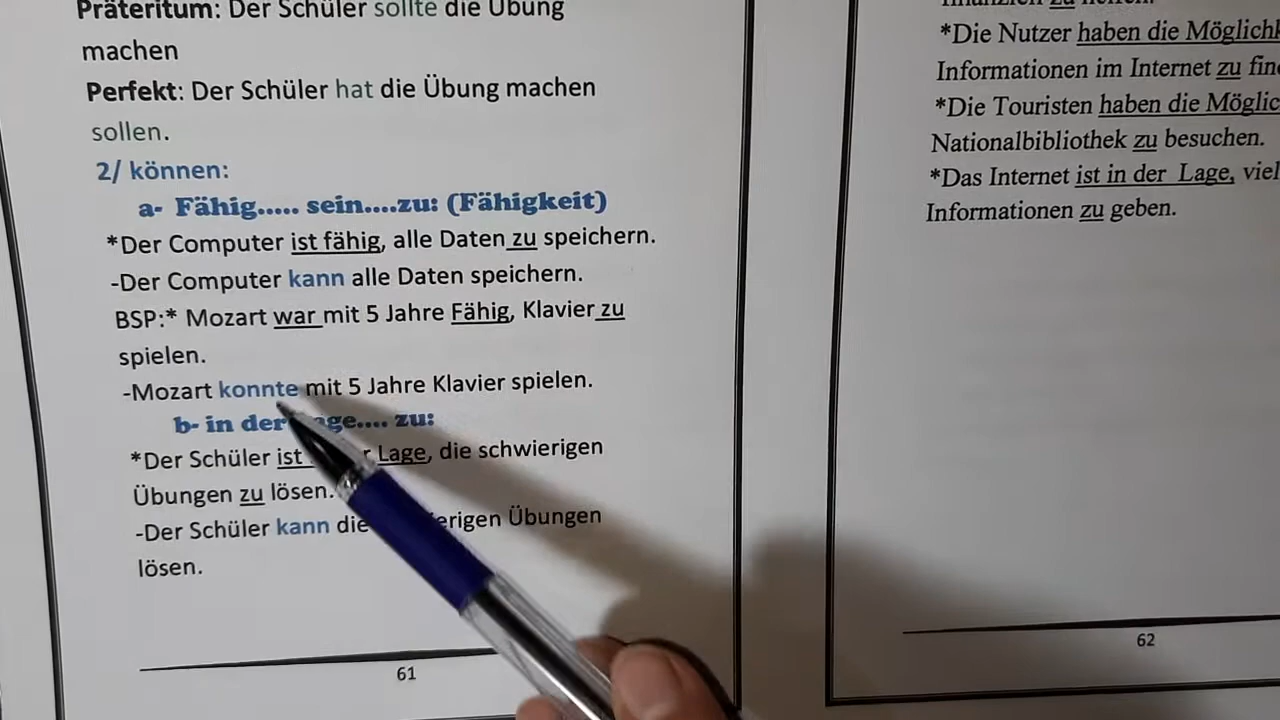 Präteritum: Der Schüler sollte die Übung
machen
Perfekt: Der Schüler hat die Übung machen
sollen.
2/ können:
a- Fähig..... sein....zu: (Fähigkeit)
*Der Computer ist fähig, alle Daten zu speichern.
-Der Computer kann alle Daten speichern.
BSP:* Mozart war mit 5 Jahre Fähig, Klavier zu
spielen.
-Mozart konnte mit 5 Jahre Klavier spielen.
b- in der .... zu:
*Der Schüler ist Lage, die schwierigen
Übungen zu lösen.
-Der Schüler kann die Übungen
lösen.
61
zu
*Die Nutzer haben die
Informationen im Internet zu
*Die Touristen haben die
Nationalbibliothek zu besuchen.
*Das Internet ist in der Lage,
Informationen zu geben.
62